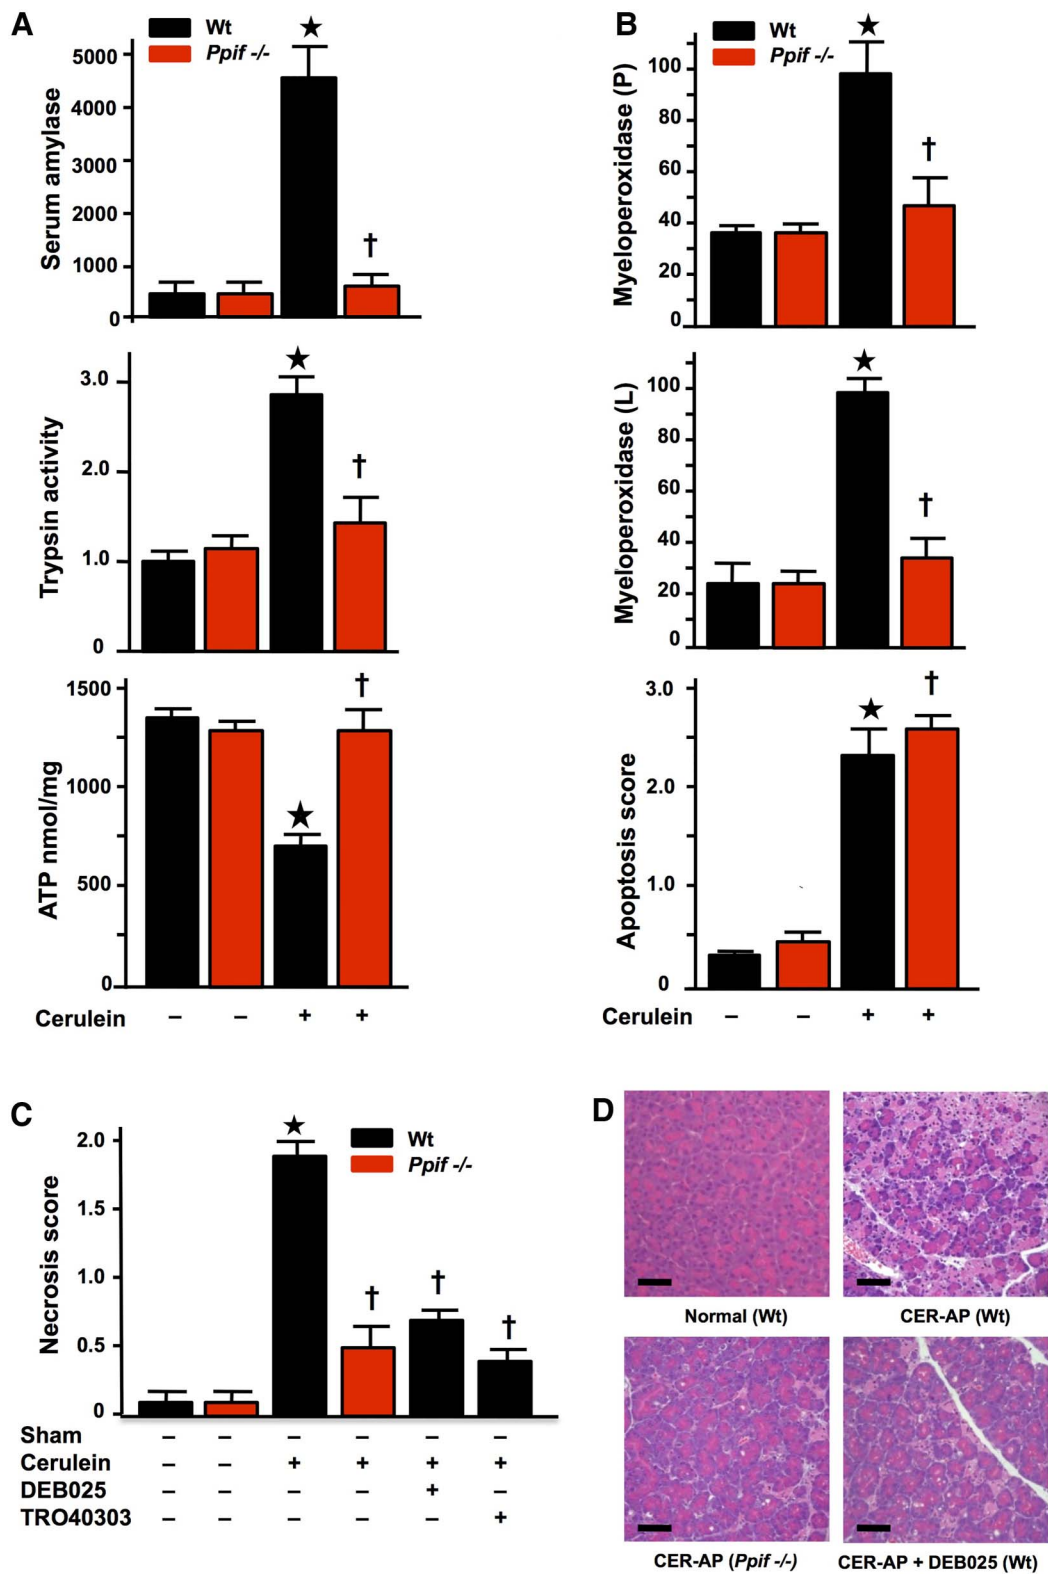 A
Wt
Ppif -/-
★
†
Serum amylase
5000
4000
3000
2000
1000
0
★
†
Trypsin activity
3.0
2.0
1.0
0
†
★
ATP nmol/mg
1500
1000
500
0
Cerulein – – + +
B
Wt
Ppif -/-
★
†
Myeloperoxidase (P)
100
80
60
40
20
0
★
†
Myeloperoxidase (L)
100
80
60
40
20
0
★
†
Apoptosis score
3.0
2.0
1.0
0
Cerulein – – + +
C
Wt
Ppif -/-
★
† † †
Necrosis score
2.0
1.5
1.0
0.5
0
Sham – – – – – –
Cerulein – – + + + +
DEB025 – – – – + –
TRO40303 – – – – – +
D
Normal (Wt)
CER-AP (Wt)
CER-AP (Ppif -/-)
CER-AP + DEB025 (Wt)